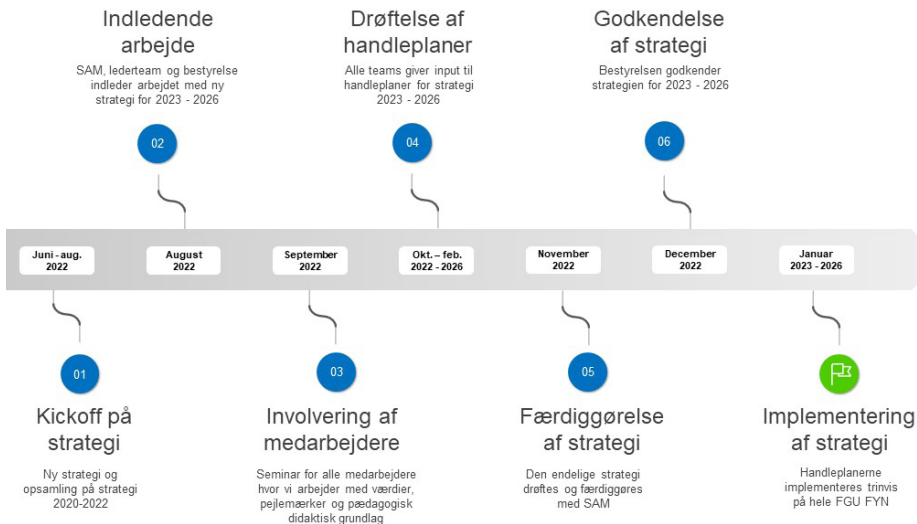 Indledende
arbejde
SAM, lederteam og bestyrelse
indleder arbejdet med ny
strategi for 2023 - 2026
02
Drøftelse af
handleplaner
Alle teams giver input til
handleplaner for strategi
2023 - 2026
04
Godkendelse
af strategi
Bestyrelsen godkender
strategien for 2023 - 2026
06
Juni - aug.
2022
August
2022
September
2022
Okt. – feb.
2022 - 2026
November
2022
December
2022
Januar
2023 - 2026
01
Kickoff på
strategi
Ny strategi og
opsamling på strategi
2020-2022
03
Involvering af
medarbejdere
Seminar for alle medarbejdere
hvor vi arbejder med værdier,
pejlemærker og pædagogisk
didaktisk grundlag
05
Færdiggørelse
af strategi
Den endelige strategi
drøftes og færdiggøres
med SAM
Implementering
af strategi
Handleplanerne
implementeres trinvis
på hele FGU FYN